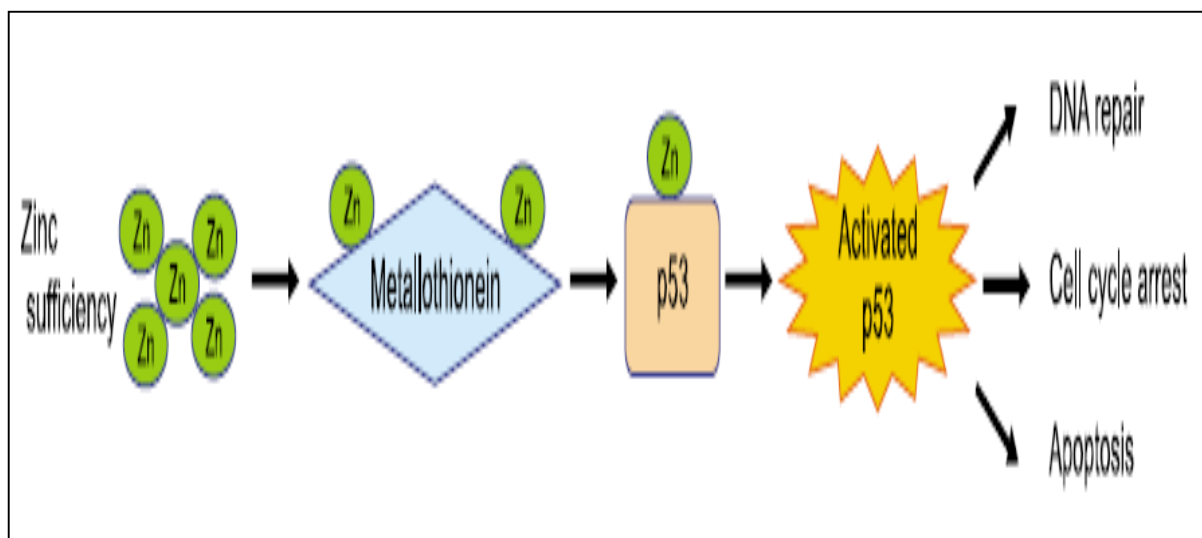 Zinc
sufficiency
Zn
Zn
Zn
Zn
Zn
Zn
Zn
Metallothionein
Zn
p53
Activated
p53
DNA repair
Cell cycle arrest
Apoptosis